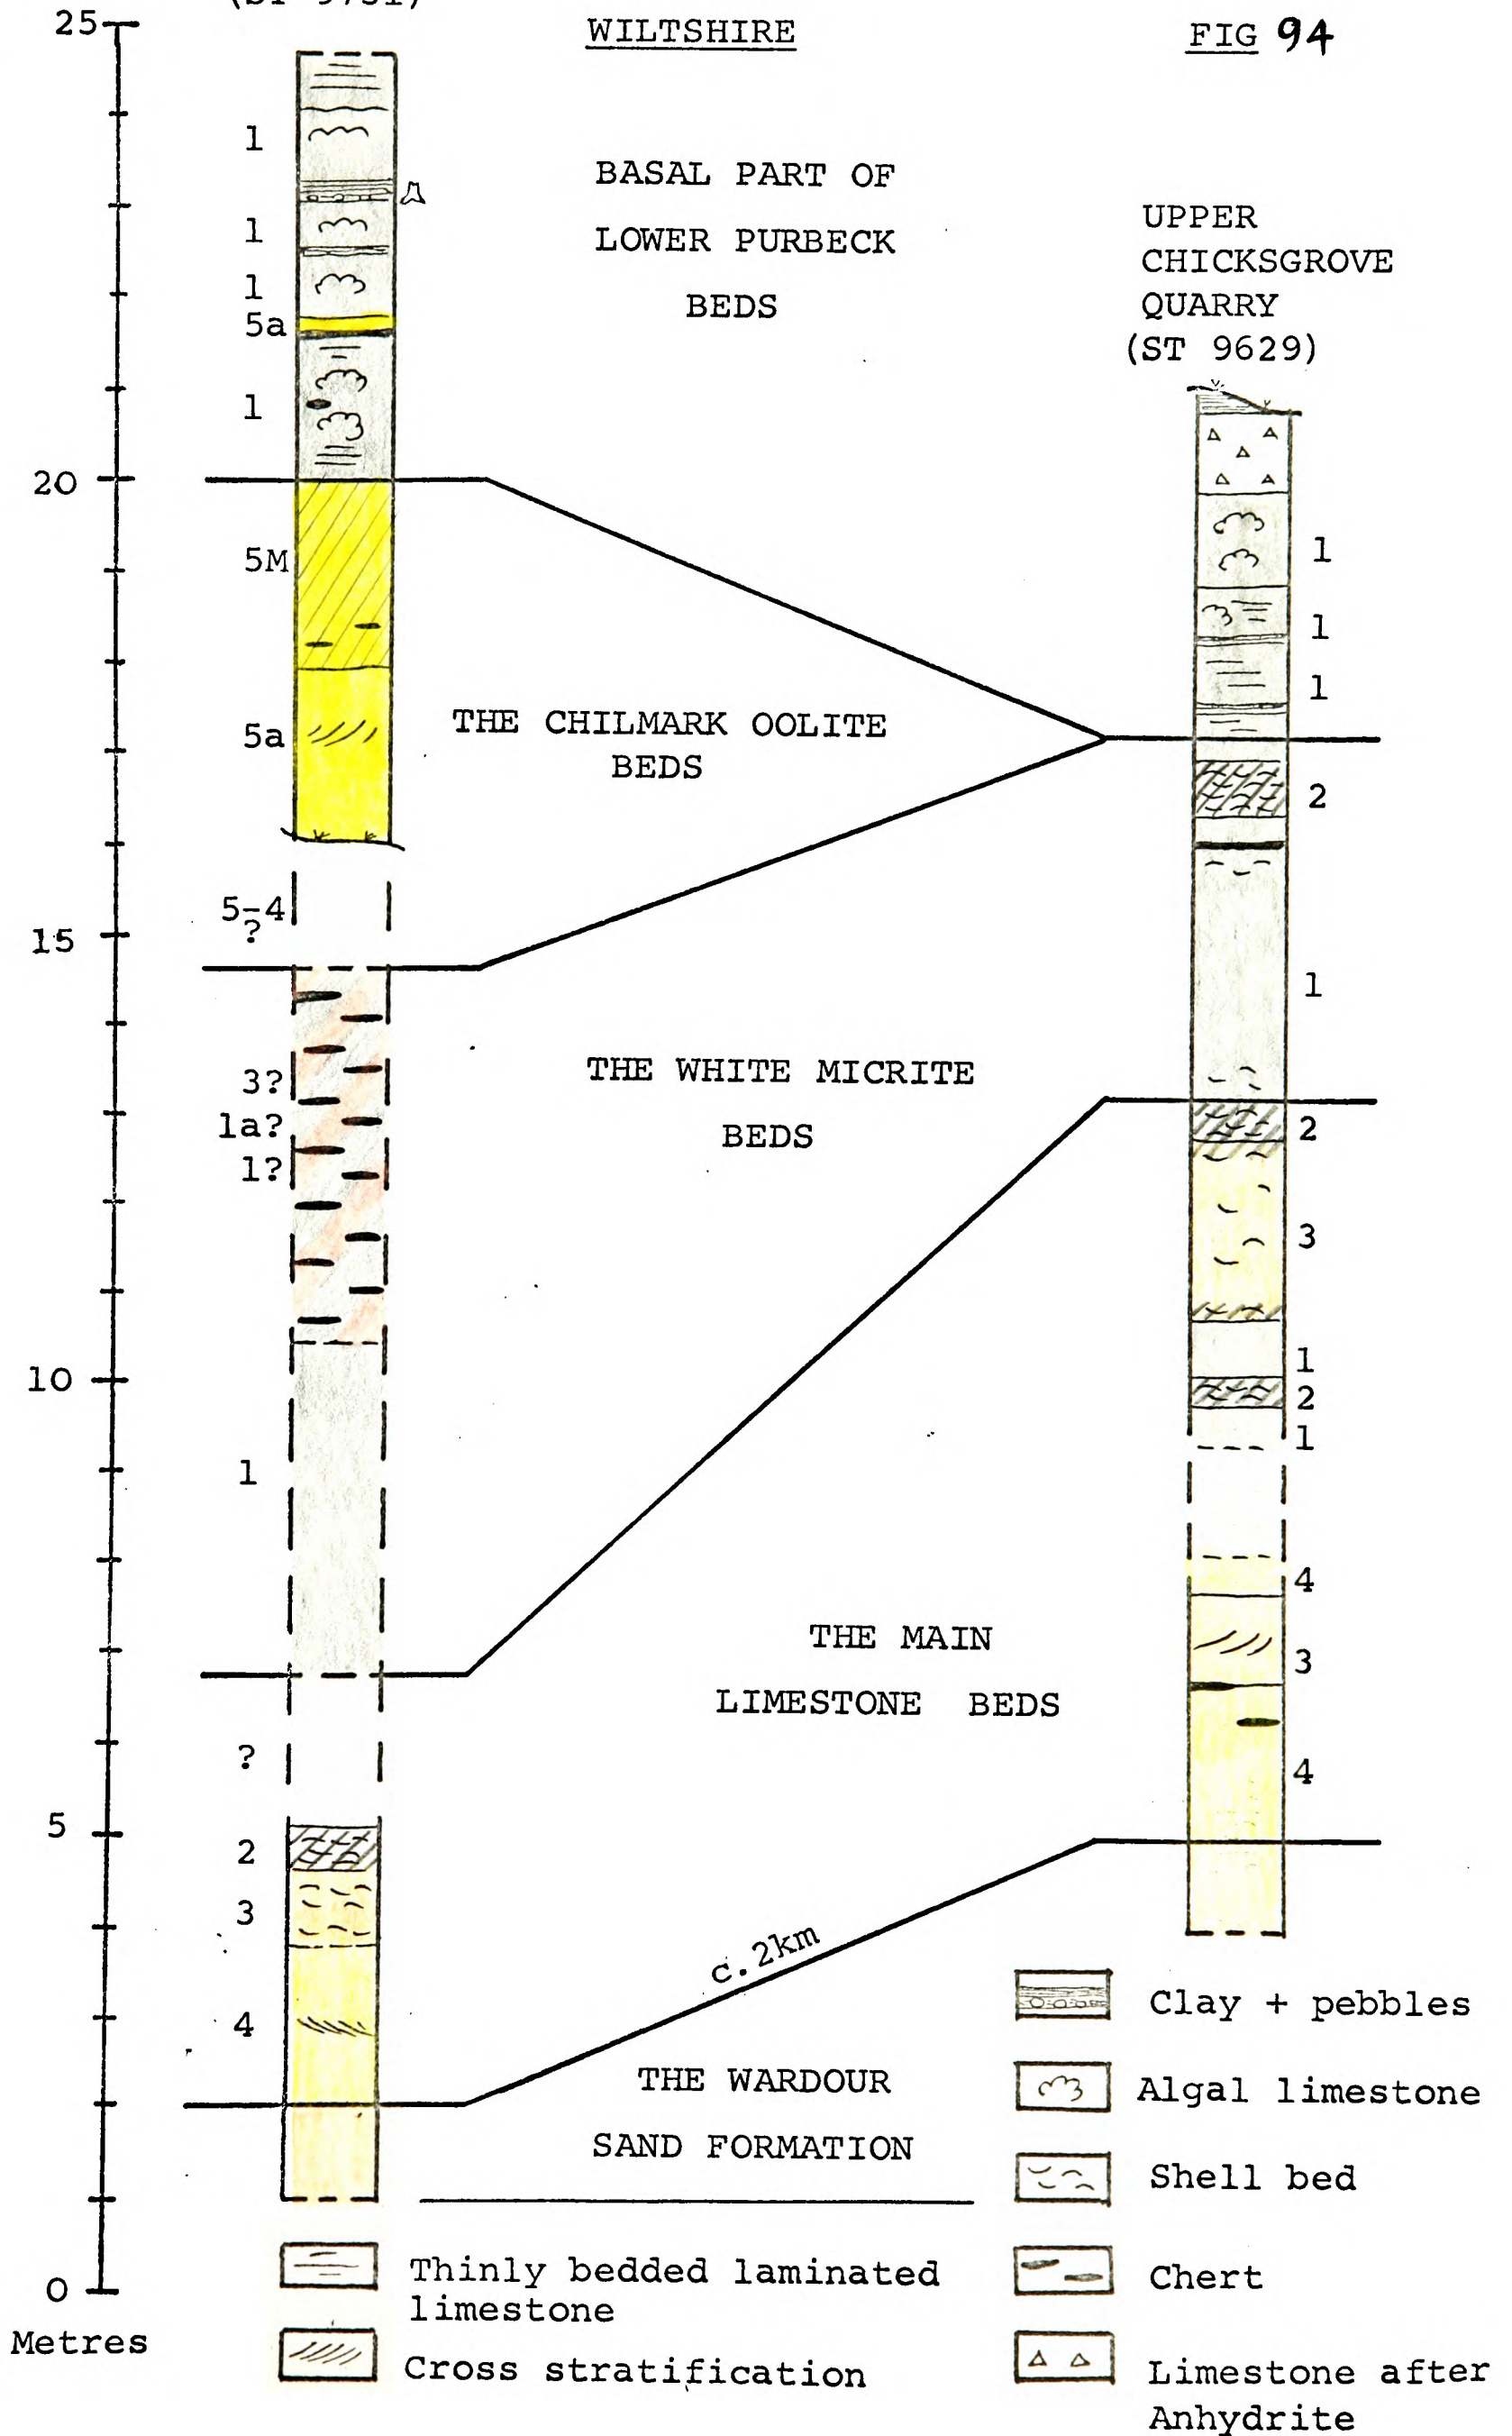 (ST 9731)
WILTSHIRE
FIG 94
25
20
15
10
5
0
Metres
1
1
1
5a
1
5M
5a
5-4
?
3?
1a?
1?
1
?
2
3
4
BASAL PART OF
LOWER PURBECK
BEDS
THE CHILMARK OOLITE
BEDS
THE WHITE MICRITE
BEDS
THE MAIN
LIMESTONE BEDS
c.2km
THE WARDOUR
SAND FORMATION
UPPER
CHICKSGROVE
QUARRY
(ST 9629)
1
1
1
2
1
2
3
1
2
1
4
3
4
Thinly bedded laminated
limestone
Cross stratification
Clay + pebbles
Algal limestone
Shell bed
Chert
Limestone after
Anhydrite